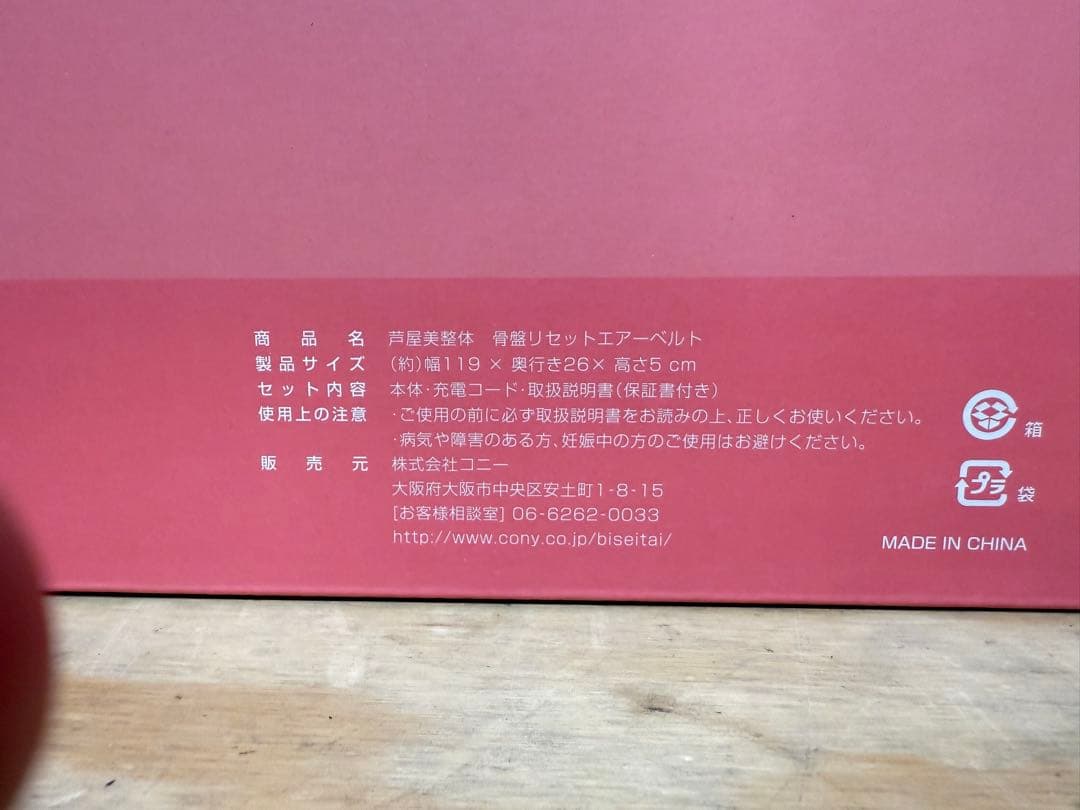 商品名 芦屋美整体 骨盤リセットエアーベルト
製品サイズ (約)幅119 × 奥行き26× 高さ5 cm
セット内容 本体・充電コード・取扱説明書(保証書付き)
使用上の注意 ・ご使用の前に必ず取扱説明書をお読みの上、正しくお使いください。
・病気や障害のある方、妊娠中の方のご使用はお避けください。
販売元 株式会社コニー
大阪府大阪市中央区安土町1-8-15
[お客様相談室] 06-6262-0033
http://www.cony.co.jp/biseitai/
箱
プラ 袋
MADE IN CHINA